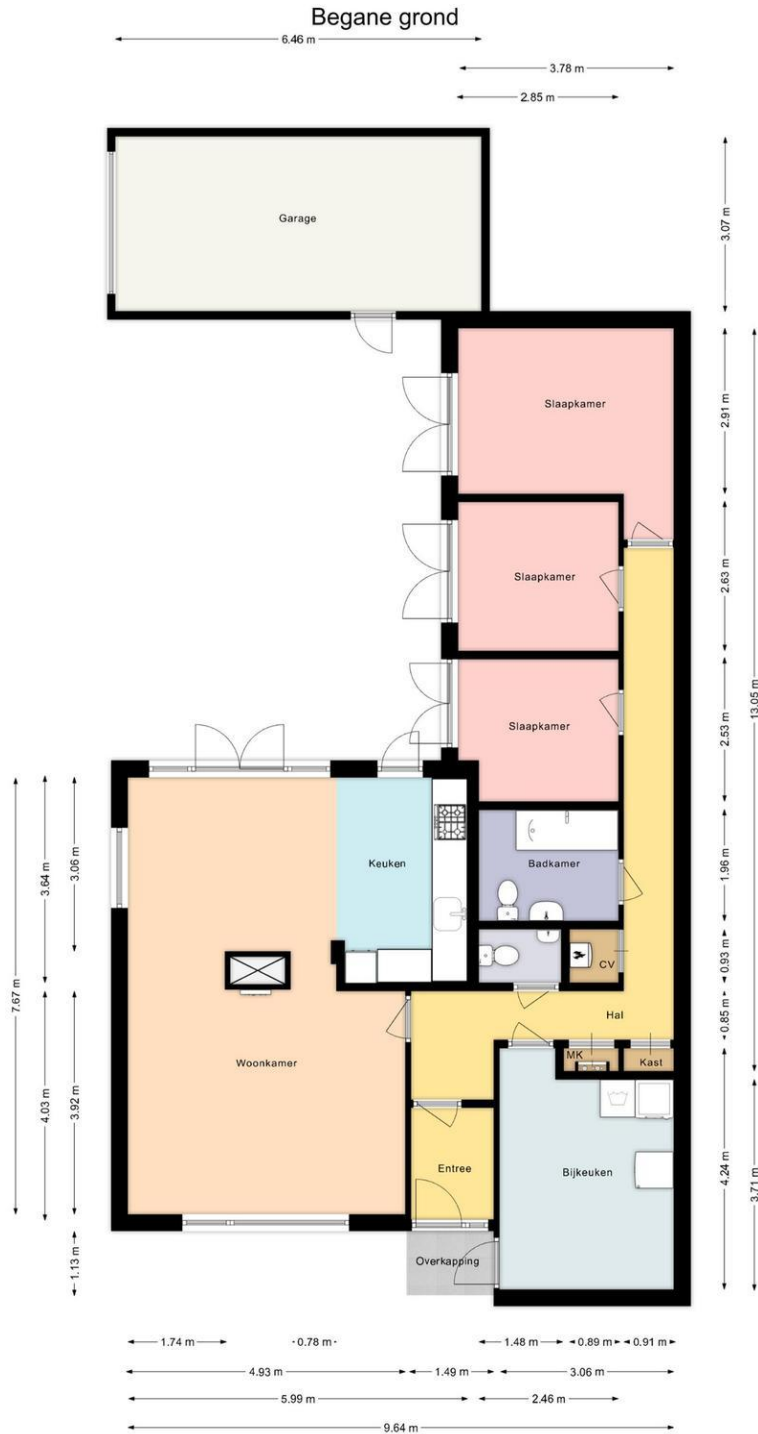 Begane grond
6.46 m
3.78 m
2.85 m
Garage
3.07 m
Slaapkamer
2.91 m
Slaapkamer
2.63 m
Slaapkamer
2.53 m
13.05 m
Keuken
Badkamer
1.96 m
3.06 m
3.64 m
7.67 m
CV
0.93 m
Hal
0.85 m
MK
Kast
Woonkamer
3.92 m
4.03 m
Entree
Bijkeuken
4.24 m
3.71 m
Overkapping
1.13 m
1.74 m
0.78 m
1.48 m
0.89 m
0.91 m
4.93 m
1.49 m
3.06 m
5.99 m
2.46 m
9.64 m